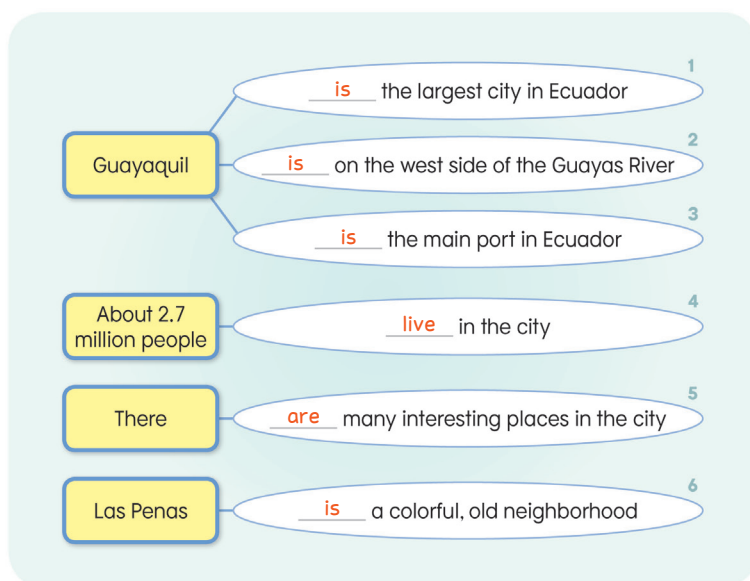 1
is the largest city in Ecuador
2
Guayaquil
is on the west side of the Guayas River
3
is the main port in Ecuador
4
About 2.7
million people
live in the city
5
There
are many interesting places in the city
6
Las Penas
is a colorful, old neighborhood